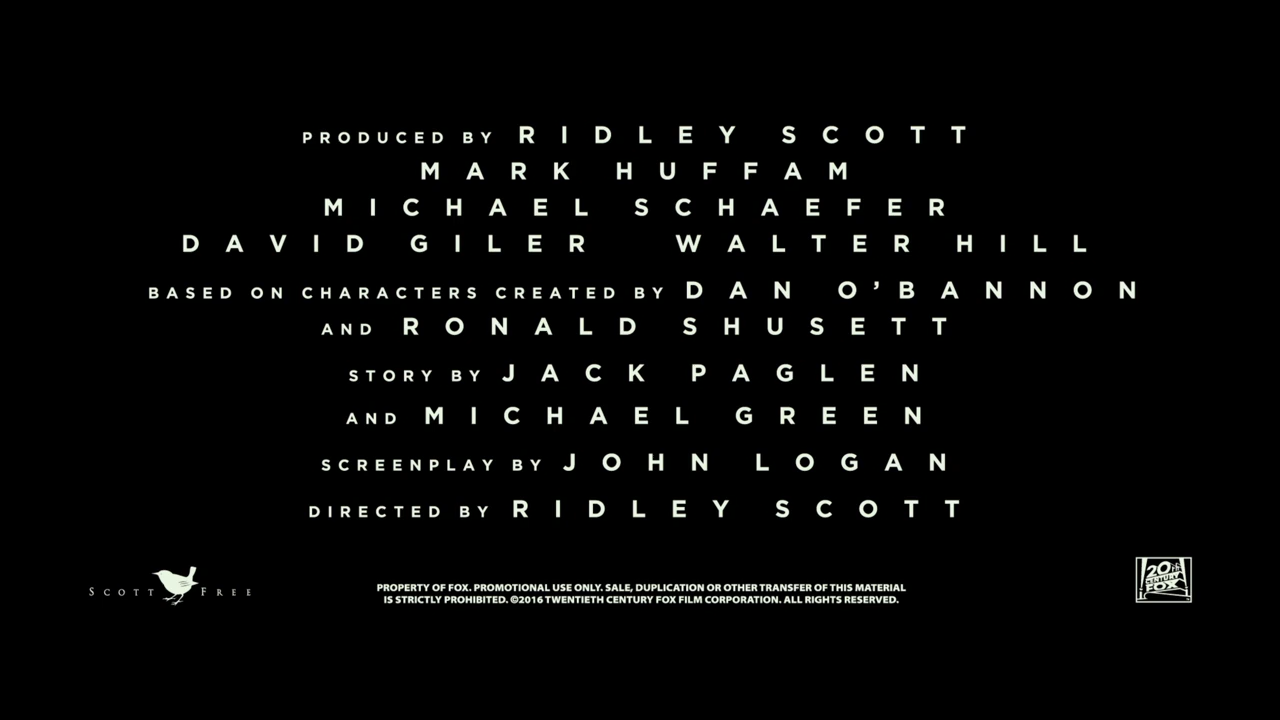 PRODUCED BY RIDLEY SCOTT
MARK HUFFAM
MICHAEL SCHAEFER
DAVID GILER WALTER HILL
BASED ON CHARACTERS CREATED BY DAN O’BANNON
AND RONALD SHUSETT
STORY BY JACK PAGLEN
AND MICHAEL GREEN
SCREENPLAY BY JOHN LOGAN
DIRECTED BY RIDLEY SCOTT
SCOTT FREE
PROPERTY OF FOX. PROMOTIONAL USE ONLY. SALE, DUPLICATION OR OTHER TRANSFER OF THIS MATERIAL
IS STRICTLY PROHIBITED. ©2016 TWENTIETH CENTURY FOX FILM CORPORATION. ALL RIGHTS RESERVED.
20th
CENTURY
FOX